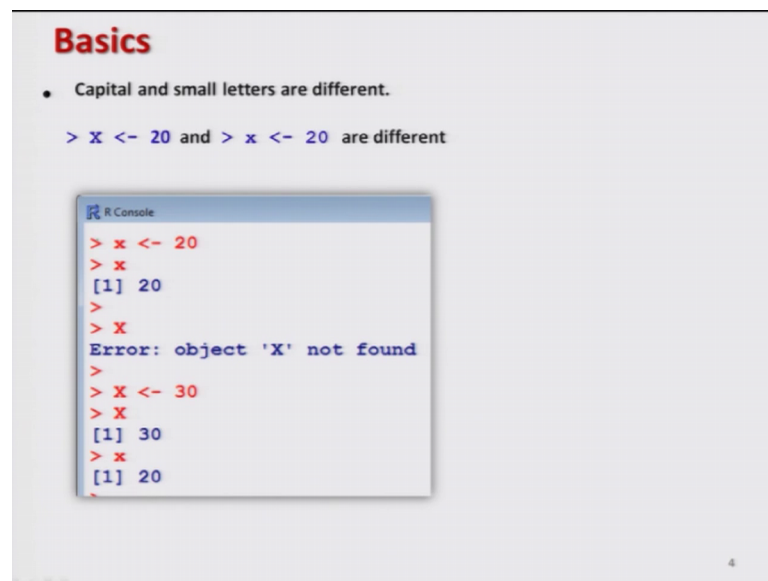 Basics
• Capital and small letters are different.
> X <- 20 and > x <- 20 are different
R Console
> x <- 20
> x
[1] 20
>
> X
Error: object 'X' not found
>
> X <- 30
> X
[1] 30
> x
[1] 20
4